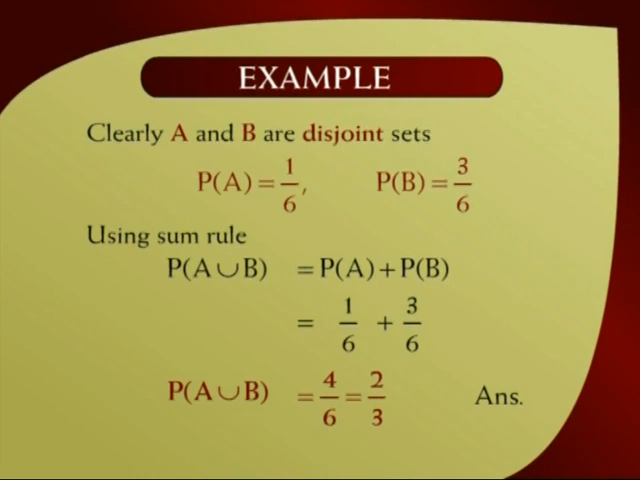 EXAMPLE
Clearly A and B are disjoint sets
P(A) = 1/6, P(B) = 3/6
Using sum rule
P(A ∪ B) = P(A) + P(B)
= 1/6 + 3/6
P(A ∪ B) = 4/6 = 2/3 Ans.